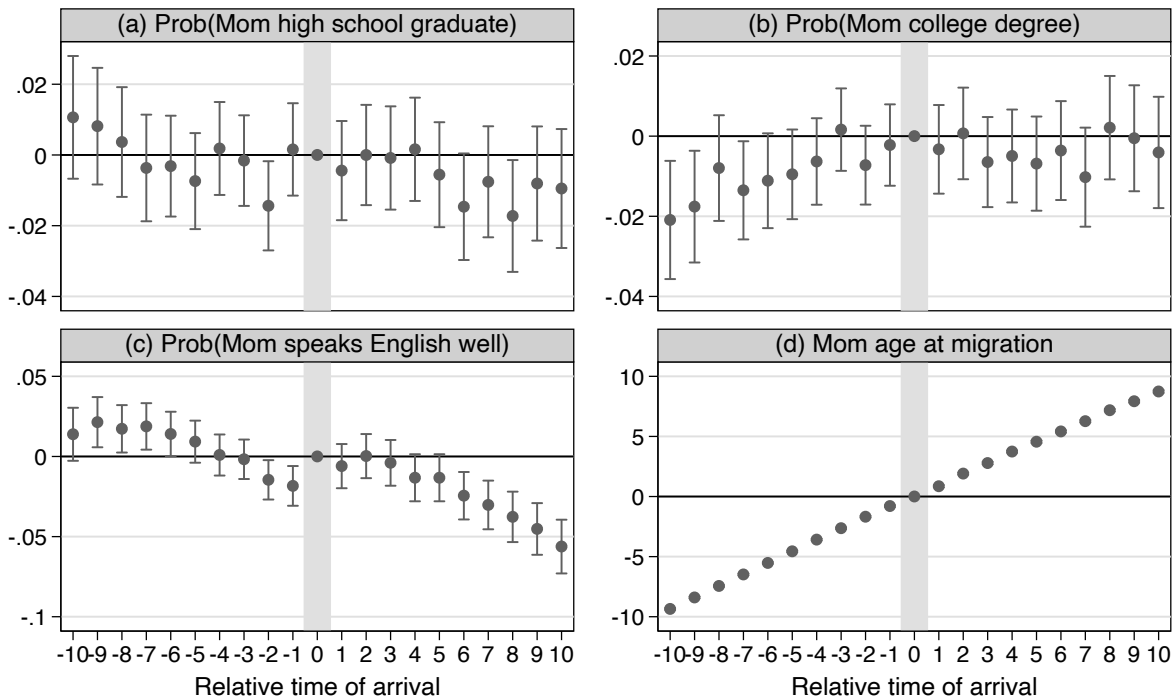 (a) Prob(Mom high school graduate)
.02
0
-.02
-.04
(b) Prob(Mom college degree)
.02
0
-.02
-.04
(c) Prob(Mom speaks English well)
.05
0
-.05
-.1
-10 -9 -8 -7 -6 -5 -4 -3 -2 -1 0 1 2 3 4 5 6 7 8 9 10
Relative time of arrival
(d) Mom age at migration
10
5
0
-5
-10
-10 -9 -8 -7 -6 -5 -4 -3 -2 -1 0 1 2 3 4 5 6 7 8 9 10
Relative time of arrival